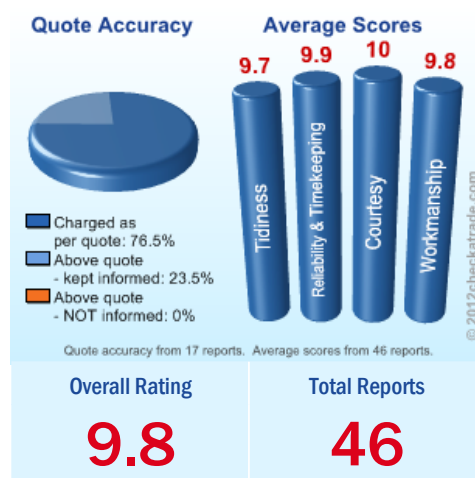 Quote Accuracy
Average Scores
9.7
9.9
10
9.8
Tidiness
Reliability & Timekeeping
Courtesy
Workmanship
Charged as
per quote: 76.5%
Above quote
- kept informed: 23.5%
Above quote
- NOT informed: 0%
© 2012checkatrade.com
Quote accuracy from 17 reports. Average scores from 46 reports.
Overall Rating
Total Reports
9.8
46